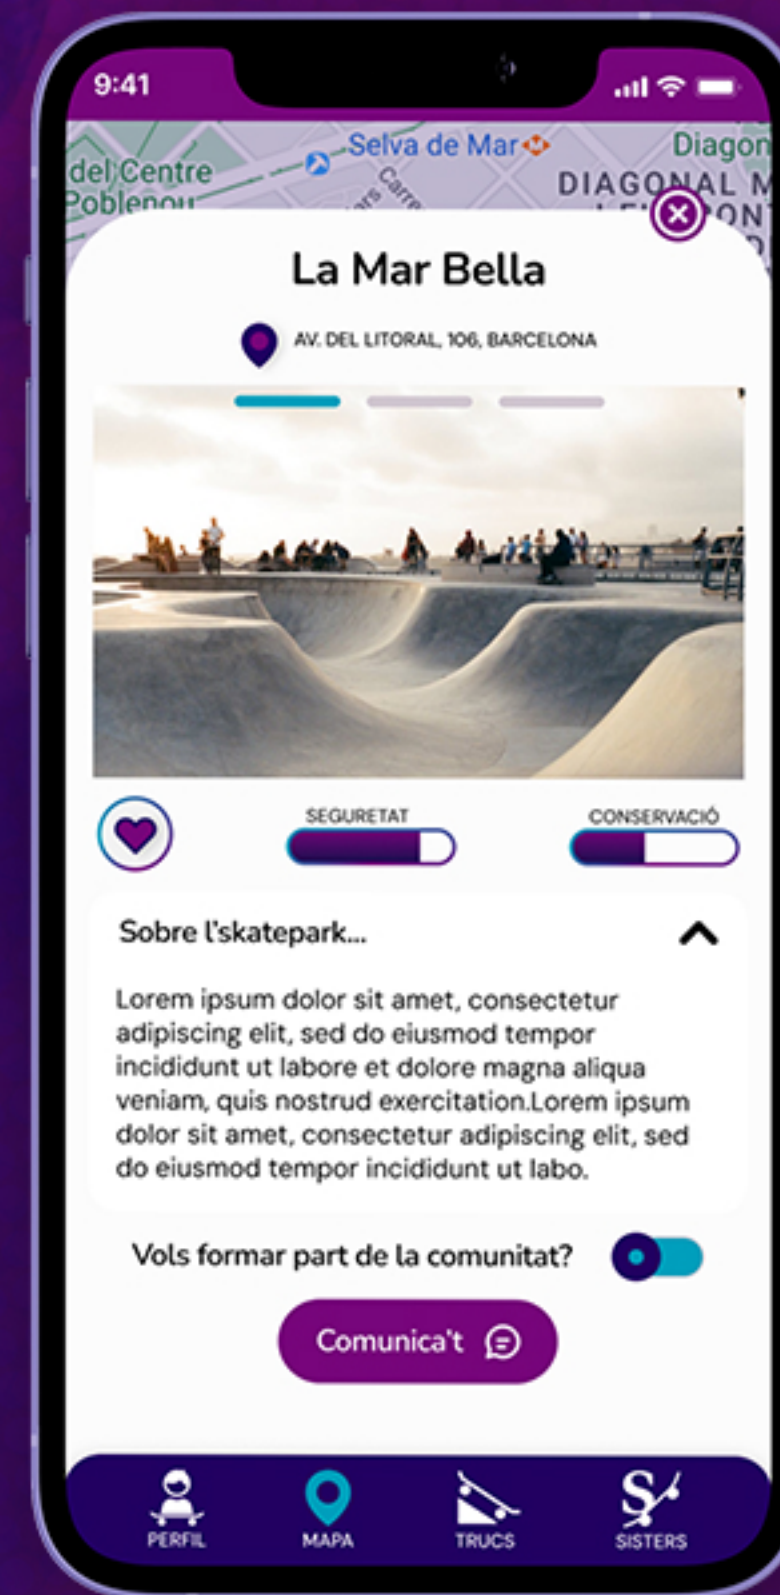 9:41
Selva de Mar
Diagon
del Centre
Poblenou
Carre
DIAGONAL M
La Mar Bella
AV. DEL LITORAL, 106, BARCELONA
SEGURETAT
CONSERVACIÓ
Sobre l'skatepark...
Lorem ipsum dolor sit amet, consectetur
adipiscing elit, sed do eiusmod tempor
incididunt ut labore et dolore magna aliqua
veniam, quis nostrud exercitation.Lorem ipsum
dolor sit amet, consectetur adipiscing elit, sed
do eiusmod tempor incididunt ut labo.
Vols formar part de la comunitat?
Comunica't
PERFIL
MAPA
TRUCS
SISTERS